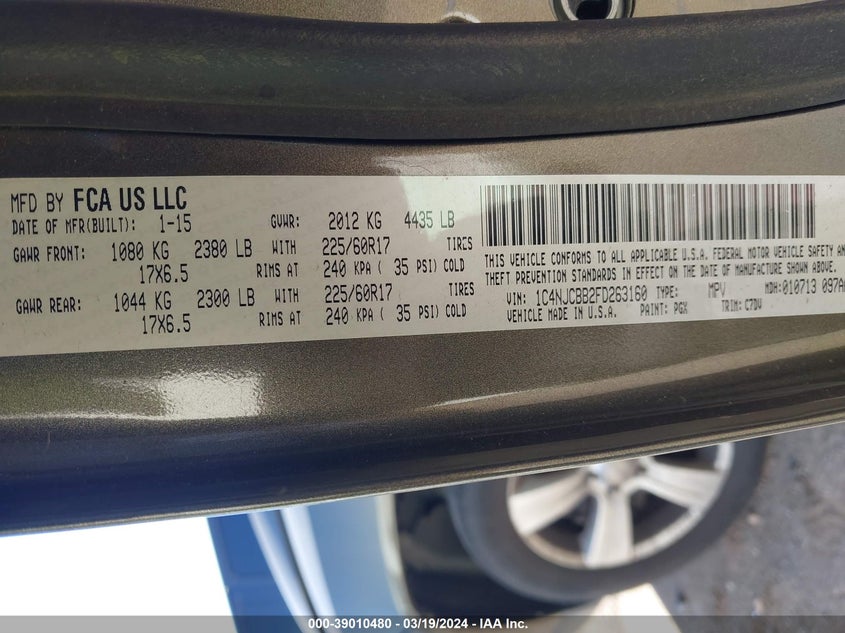 MFD BY FCA US LLC
DATE OF MFR(BUILT): 1-15 GVWR: 2012 KG 4435 LB
GAWR FRONT: 1080 KG 2380 LB WITH 225/60R17 TIRES
17X6.5 RIMS AT 240 KPA ( 35 PSI) COLD
GAWR REAR: 1044 KG 2300 LB WITH 225/60R17 TIRES
17X6.5 RIMS AT 240 KPA ( 35 PSI) COLD
THIS VEHICLE CONFORMS TO ALL APPLICABLE U.S.A. FEDERAL MOTOR VEHICLE SAFETY AND
THEFT PREVENTION STANDARDS IN EFFECT ON THE DATE OF MANUFACTURE SHOWN A
VIN: 1C4NJCBB2FD263160 TYPE: MPV MDH:010713 097A
VEHICLE MADE IN U.S.A. PAINT: PGX TRIM: C7DV
000-39010480 - 03/19/2024 - IAA Inc.